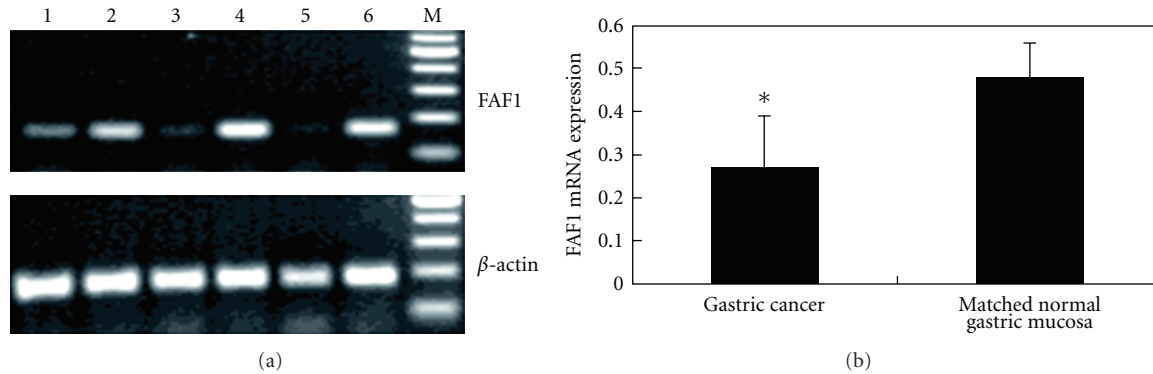 1 2 3 4 5 6 M
FAF1
β-actin
(a)
0.6
0.5
0.4
0.3
0.2
0.1
0
FAF1 mRNA expression
*
Gastric cancer
Matched normal
gastric mucosa
(b)